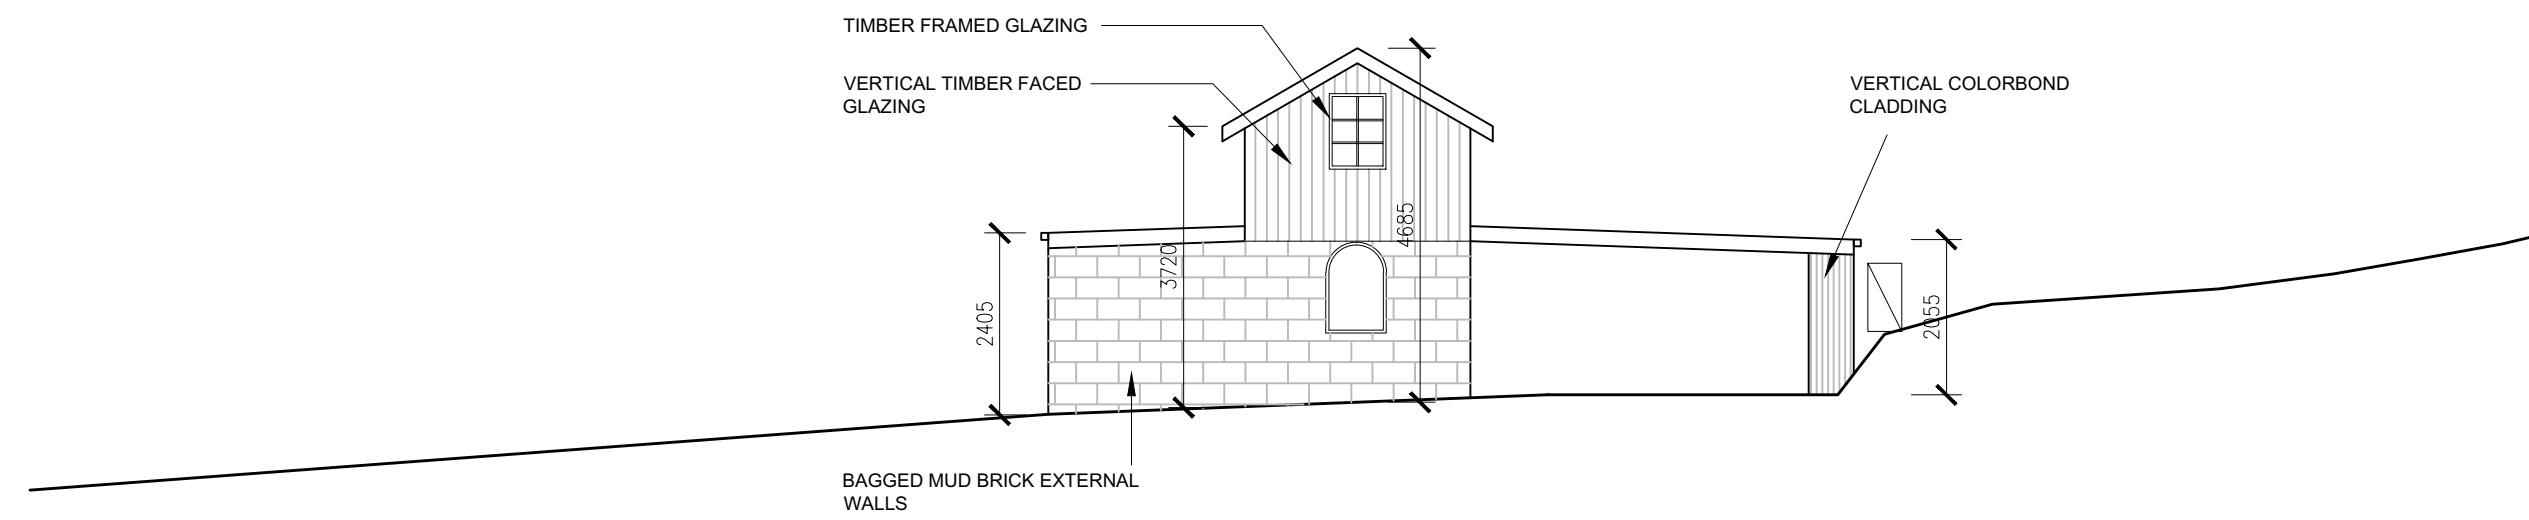 TIMBER FRAMED GLAZING
VERTICAL TIMBER FACED
GLAZING
VERTICAL COLORBOND
CLADDING
2405
3720
4685
2055
BAGGED MUD BRICK EXTERNAL
WALLS